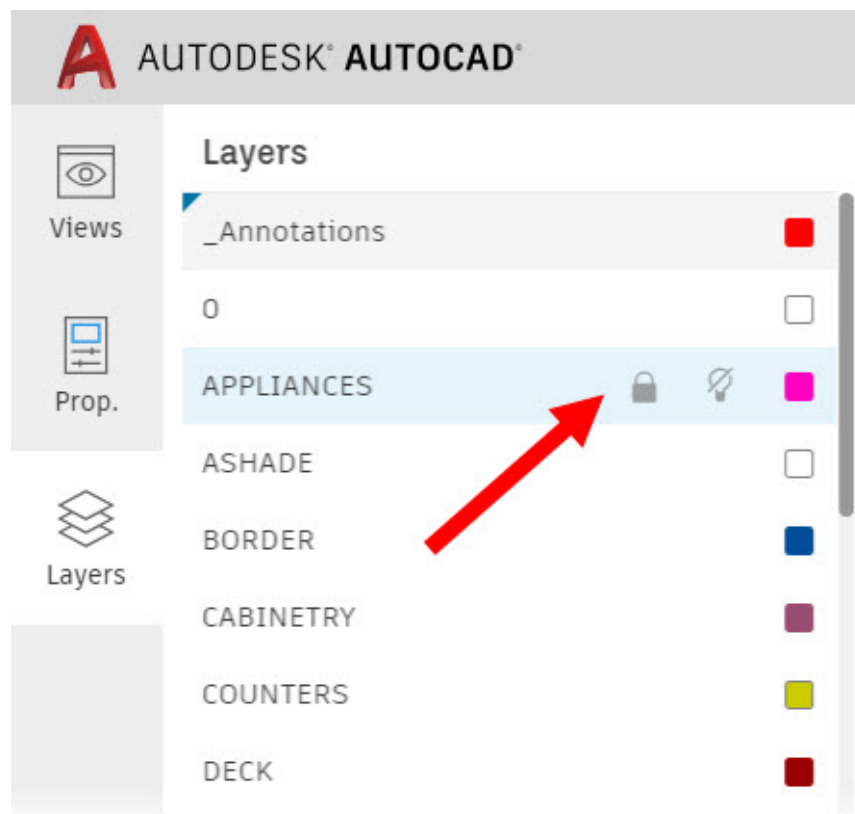 AUTODESK® AUTOCAD®
Layers
Views
_Annotations
0
Prop.
APPLIANCES
ASHADE
Layers
BORDER
CABINETRY
COUNTERS
DECK